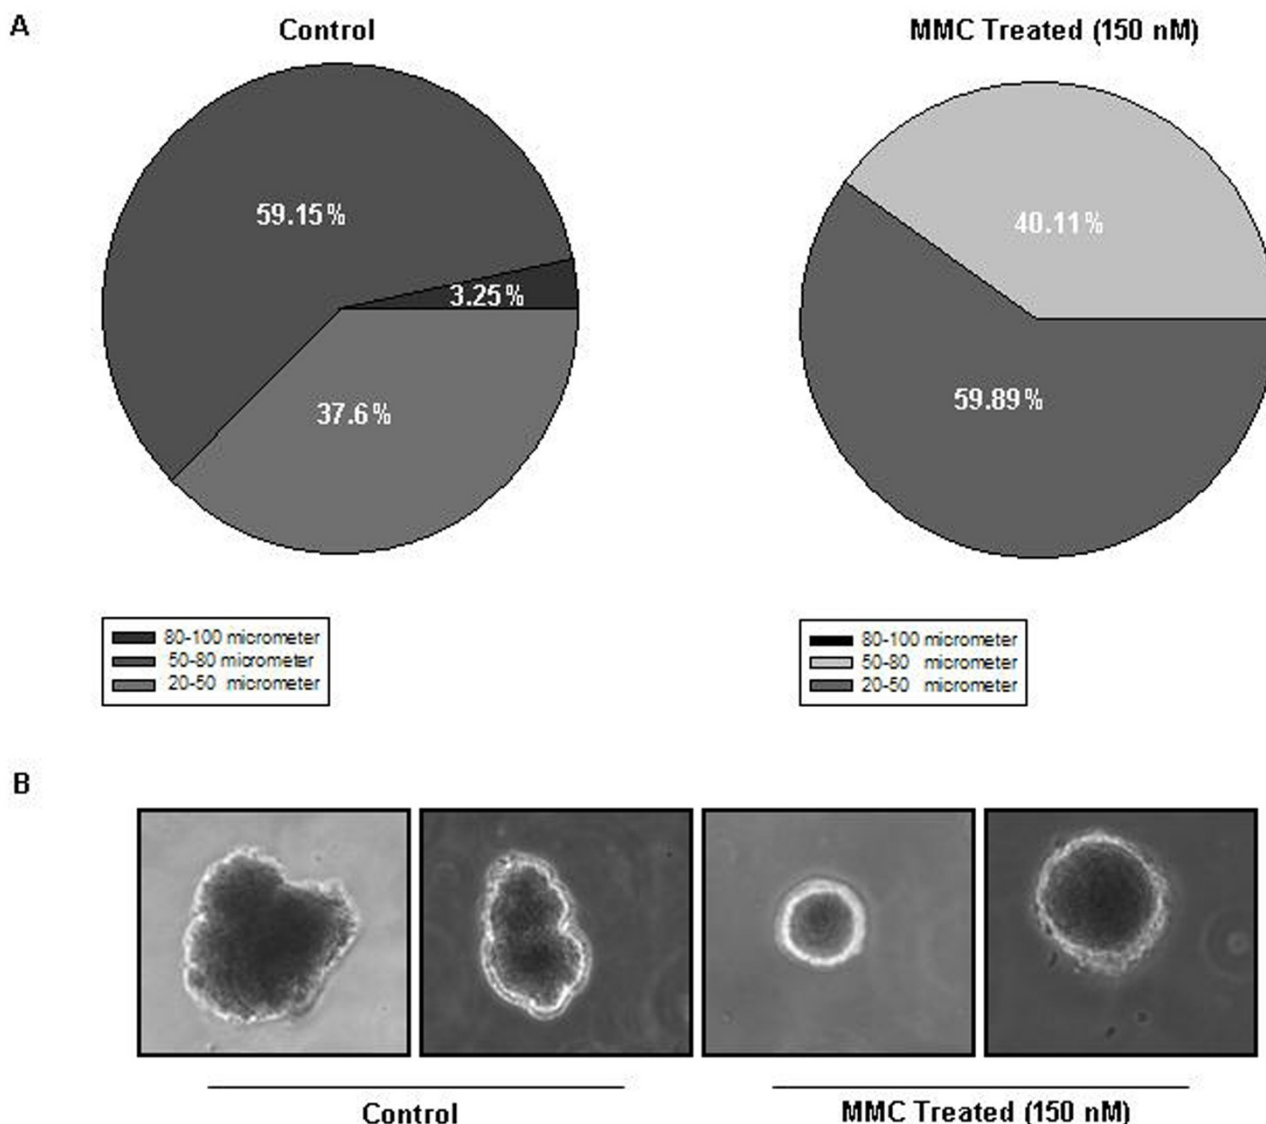 A
Control
MMC Treated (150 nM)
59.15%
3.25%
37.6%
40.11%
59.89%
80-100 micrometer
50-80 micrometer
20-50 micrometer
80-100 micrometer
50-80 micrometer
20-50 micrometer
B
Control
MMC Treated (150 nM)